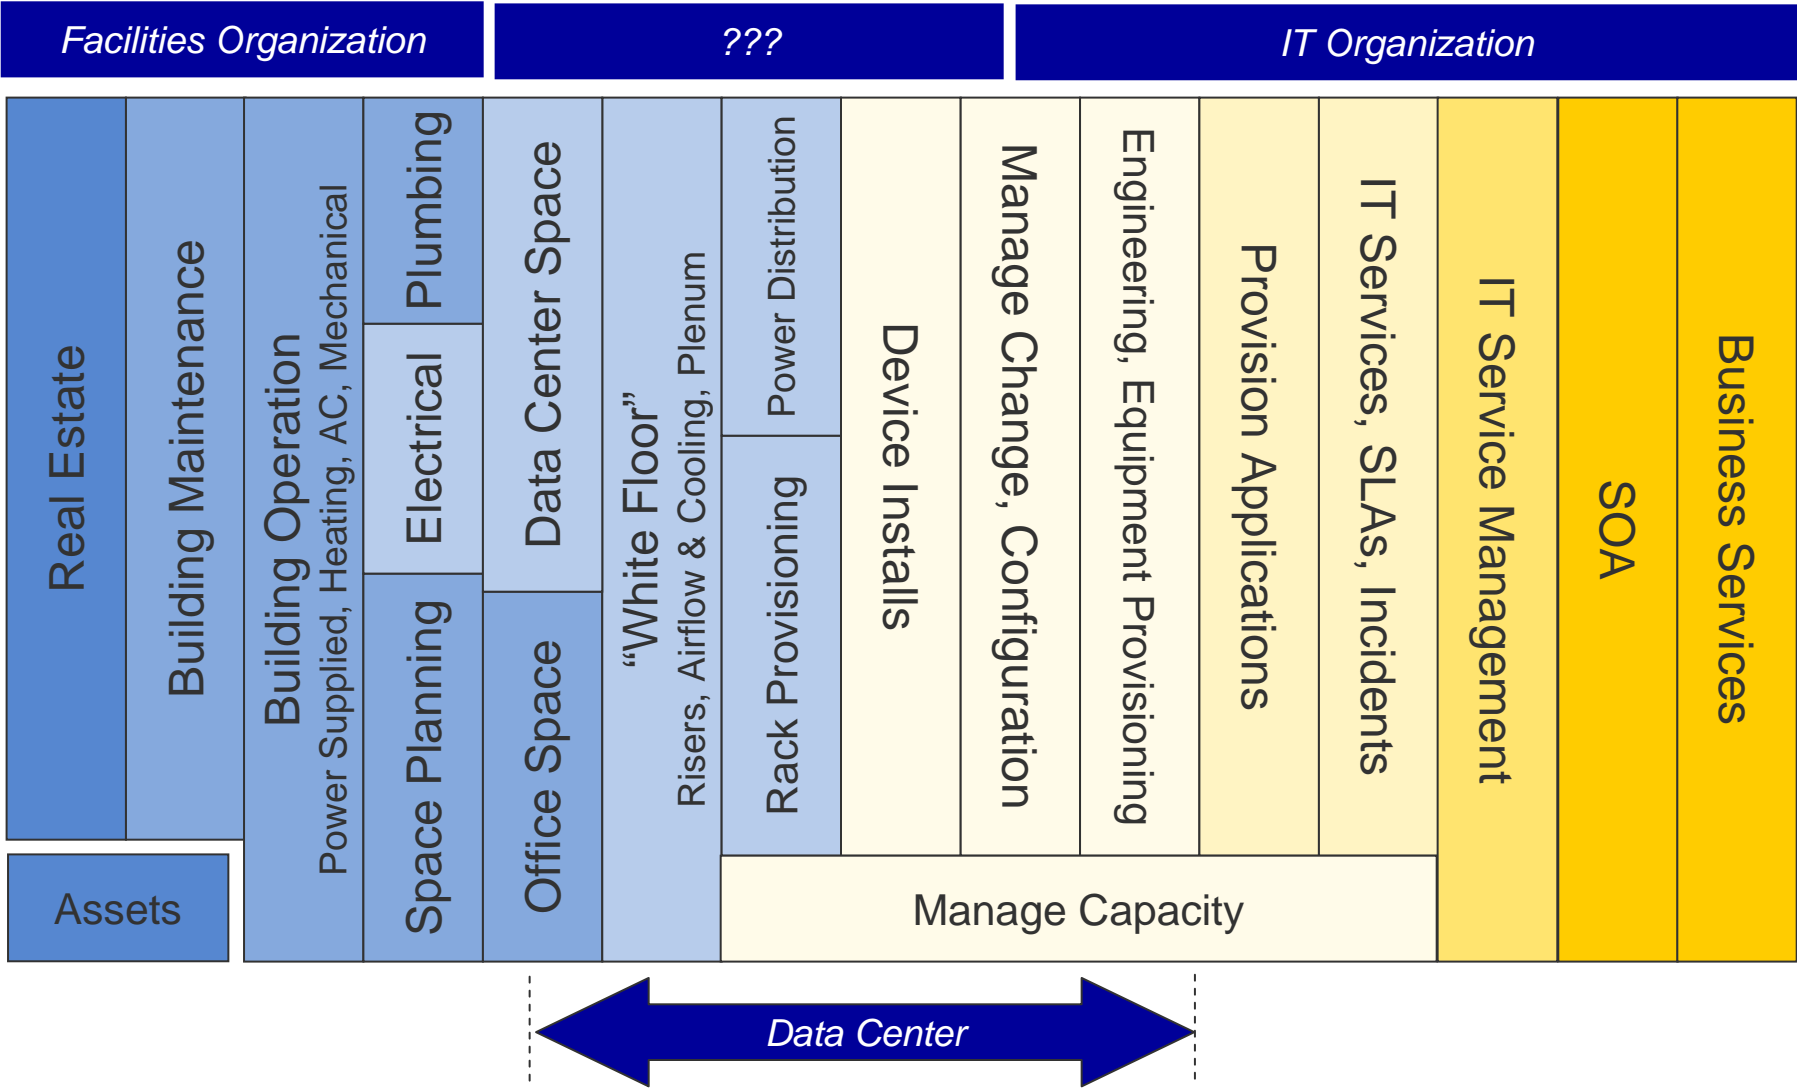 Facilities Organization
???
IT Organization
Real Estate
Building Maintenance
Building Operation
Power Supplied, Heating, AC, Mechanical
Plumbing
Electrical
Space Planning
Data Center Space
Office Space
“White Floor”
Risers, Airflow & Cooling, Plenum
Power Distribution
Rack Provisioning
Device Installs
Manage Change, Configuration
Engineering, Equipment Provisioning
Provision Applications
IT Services, SLAs, Incidents
IT Service Management
SOA
Business Services
Assets
Manage Capacity
Data Center